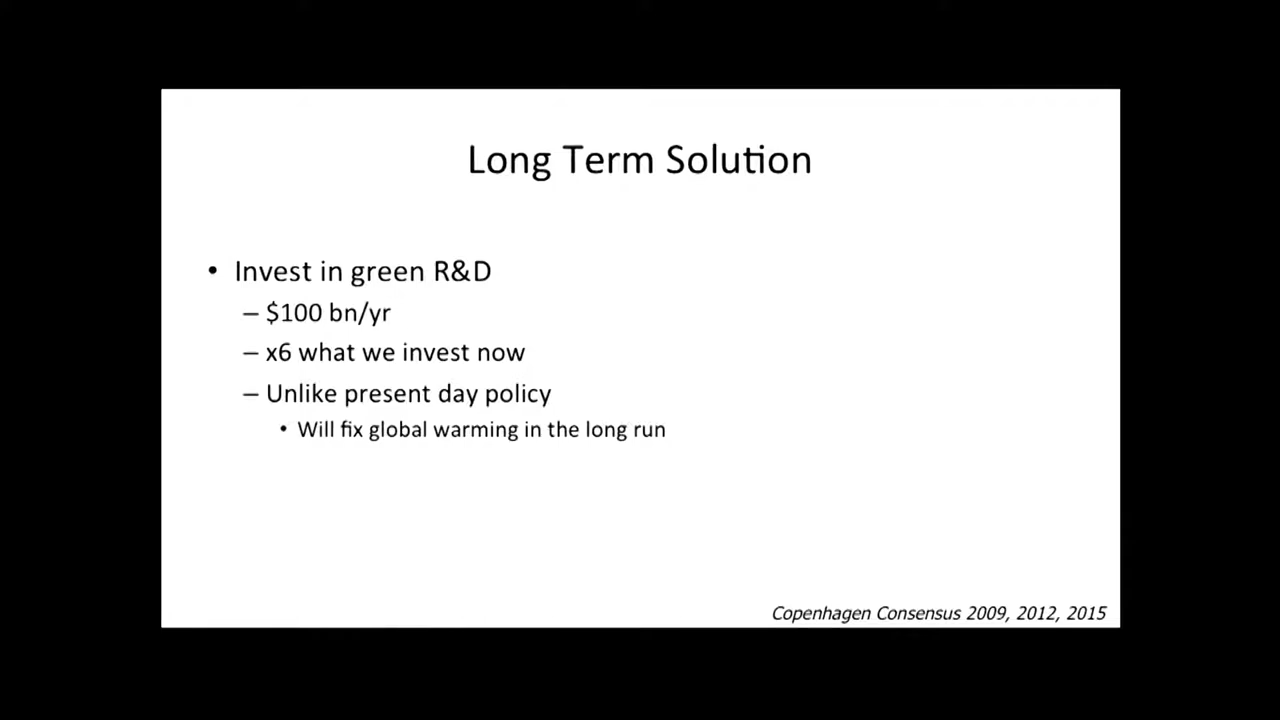 Long Term Solution
• Invest in green R&D
– $100 bn/yr
– x6 what we invest now
– Unlike present day policy
• Will fix global warming in the long run
Copenhagen Consensus 2009, 2012, 2015